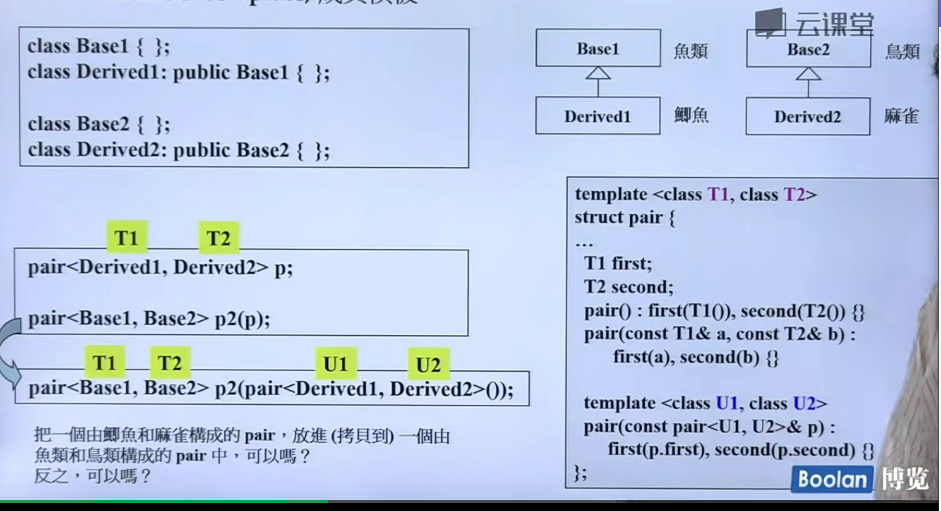 class Base1 { };
class Derived1: public Base1 { };
class Base2 { };
class Derived2: public Base2 { };
云课堂
Base1
魚類
Base2
鳥類
Derived1
鯽魚
Derived2
麻雀
T1 T2
pair<Derived1, Derived2> p;
pair<Base1, Base2> p2(p);
T1 T2 U1 U2
pair<Base1, Base2> p2(pair<Derived1, Derived2>());
把一個由鯽魚和麻雀構成的 pair，放進 (拷貝到) 一個由
魚類和鳥類構成的 pair 中，可以嗎？
反之，可以嗎？
template <class T1, class T2>
struct pair {
...
T1 first;
T2 second;
pair() : first(T1()), second(T2()) {}
pair(const T1& a, const T2& b) :
first(a), second(b) {}
template <class U1, class U2>
pair(const pair<U1, U2>& p) :
first(p.first), second(p.second) {}
};
Boolan 博览